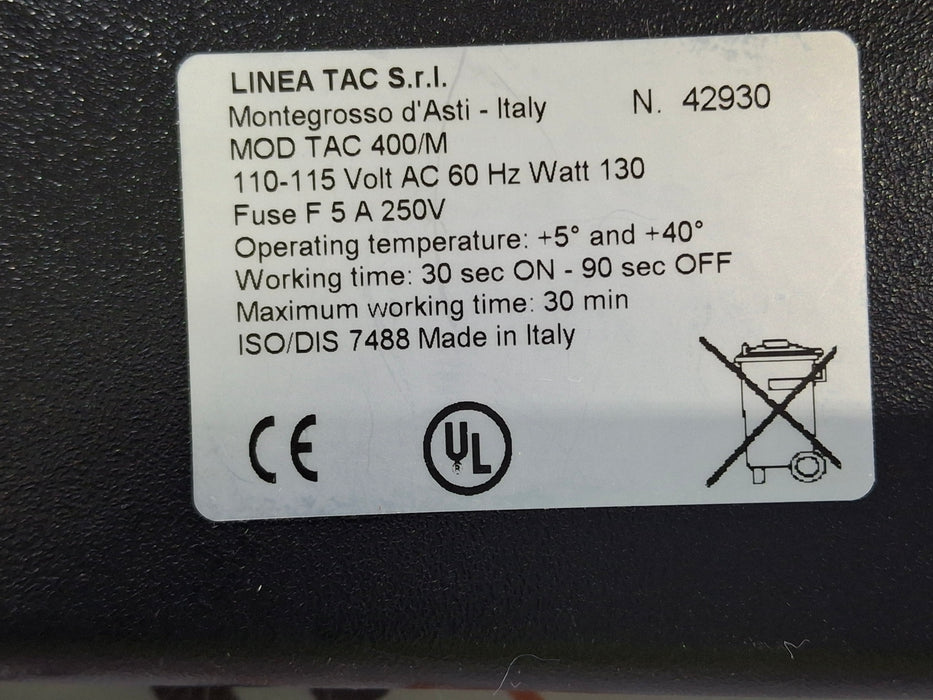 LINEA TAC S.r.l.
Montegrosso d'Asti - Italy N. 42930
MOD TAC 400/M
110-115 Volt AC 60 Hz Watt 130
Fuse F 5 A 250V
Operating temperature: +5° and +40°
Working time: 30 sec ON - 90 sec OFF
Maximum working time: 30 min
ISO/DIS 7488 Made in Italy
CE UL